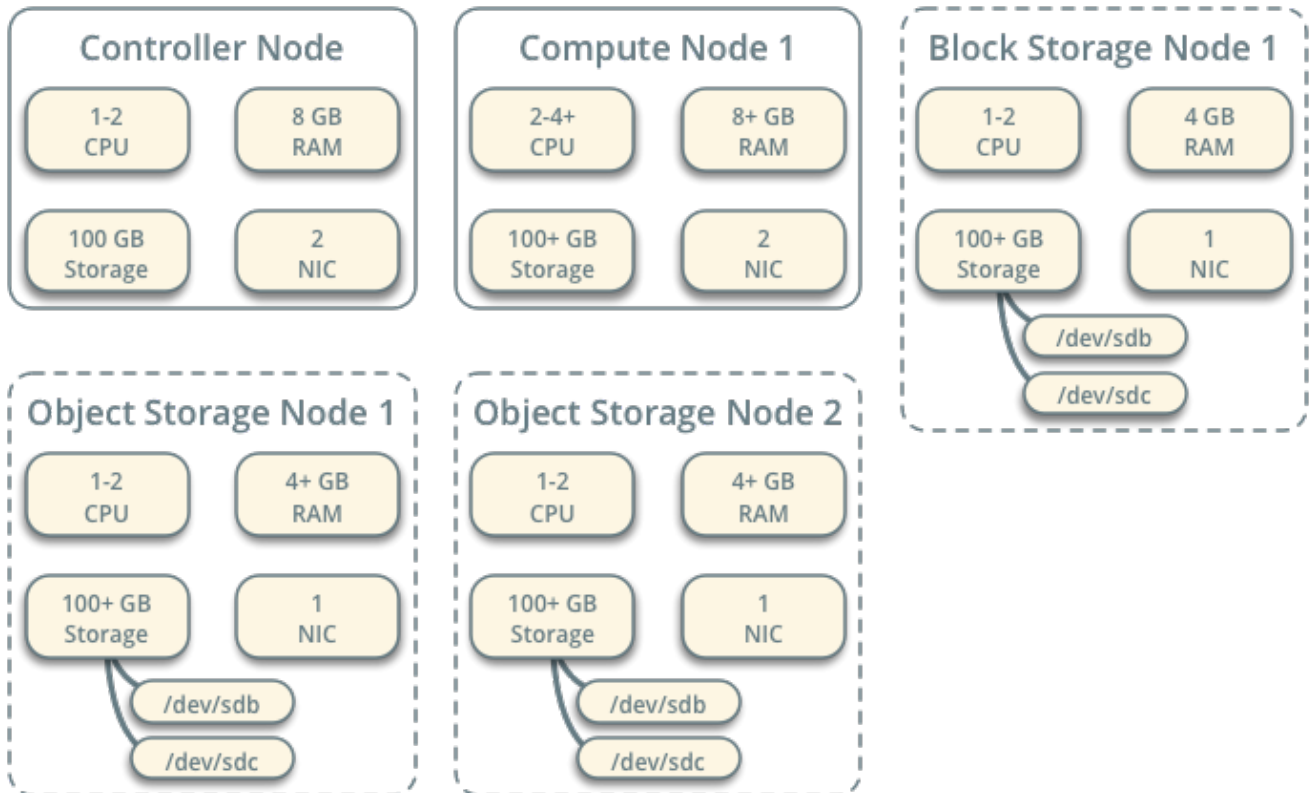 Controller Node
1-2
CPU
8 GB
RAM
100 GB
Storage
2
NIC
Compute Node 1
2-4+
CPU
8+ GB
RAM
100+ GB
Storage
2
NIC
Block Storage Node 1
1-2
CPU
4 GB
RAM
100+ GB
Storage
1
NIC
/dev/sdb
/dev/sdc
Object Storage Node 1
1-2
CPU
4+ GB
RAM
100+ GB
Storage
1
NIC
/dev/sdb
/dev/sdc
Object Storage Node 2
1-2
CPU
4+ GB
RAM
100+ GB
Storage
1
NIC
/dev/sdb
/dev/sdc